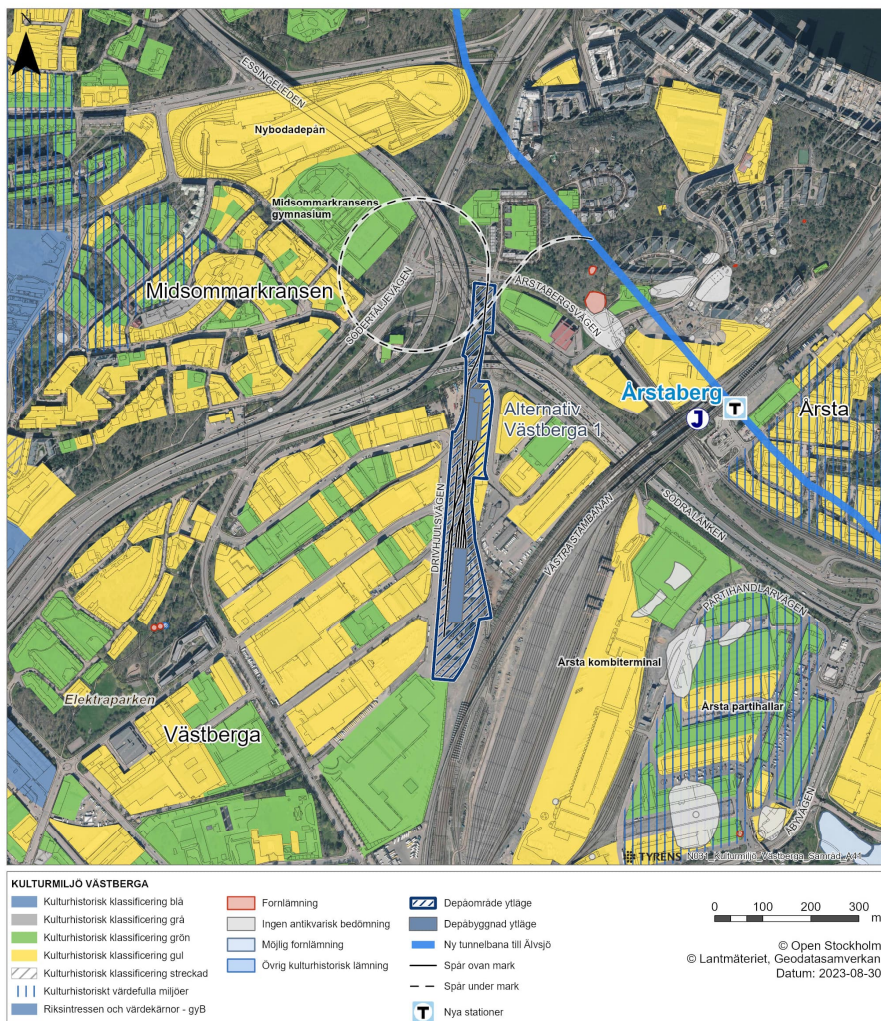 N
ESSINGELEDEN
Nybodadepån
Midsommarkransens
gymnasium
Midsommarkransen
SÖDERTÄLJEVÄGEN
ÅRSTABERGSVÄGEN
Årstaberg
J
T
Årsta
Alternativ
Västberga 1
DRIVHJULSVÄGEN
VÄSTRA STAMBANAN
SÖDRA LÄNKEN
PARTIHANDLARVÄGEN
Årsta kombiterminal
Årsta partihallar
Elektraparken
Västberga
ÅBYVÄGEN
TYRÉNS N031_Kulturmiljö_Västberga_Samråd_A41
KULTURMILJÖ VÄSTBERGA
Kulturhistorisk klassificering blå
Kulturhistorisk klassificering grå
Kulturhistorisk klassificering grön
Kulturhistorisk klassificering gul
Kulturhistorisk klassificering streckad
Kulturhistoriskt värdefulla miljöer
Riksintressen och värdekärnor - gyB
Fornlämning
Ingen antikvarisk bedömning
Möjlig fornlämning
Övrig kulturhistorisk lämning
Depåområde ytläge
Depåbyggnad ytläge
Ny tunnelbana till Älvsjö
Spår ovan mark
Spår under mark
T Nya stationer
0 100 200 300
m
© Open Stockholm
© Lantmäteriet, Geodatasamverkan
Datum: 2023-08-30